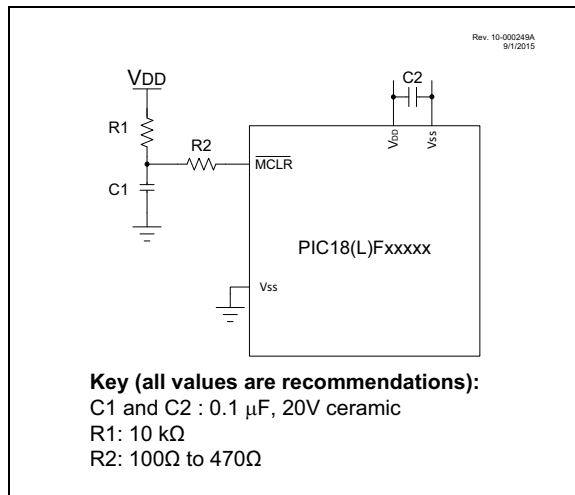 Rev. 10-000249A
9/1/2015
C2
VDD
R1
R2
VDD
Vss
MCLR
C1
PIC18(L)Fxxxxx
Vss
Key (all values are recommendations):
C1 and C2 : 0.1 μF, 20V ceramic
R1: 10 kΩ
R2: 100Ω to 470Ω